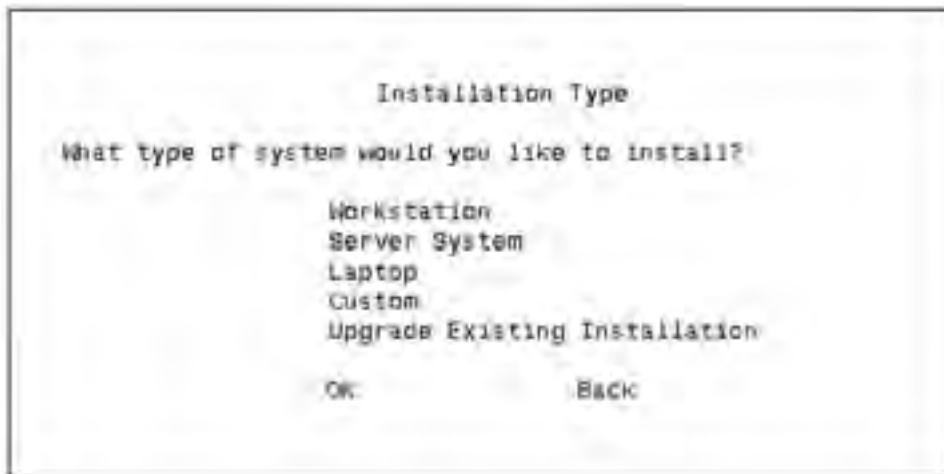 Installation Type
What type of system would you like to install?
Workstation
Server System
Laptop
Custom
Upgrade Existing Installation
OK Back